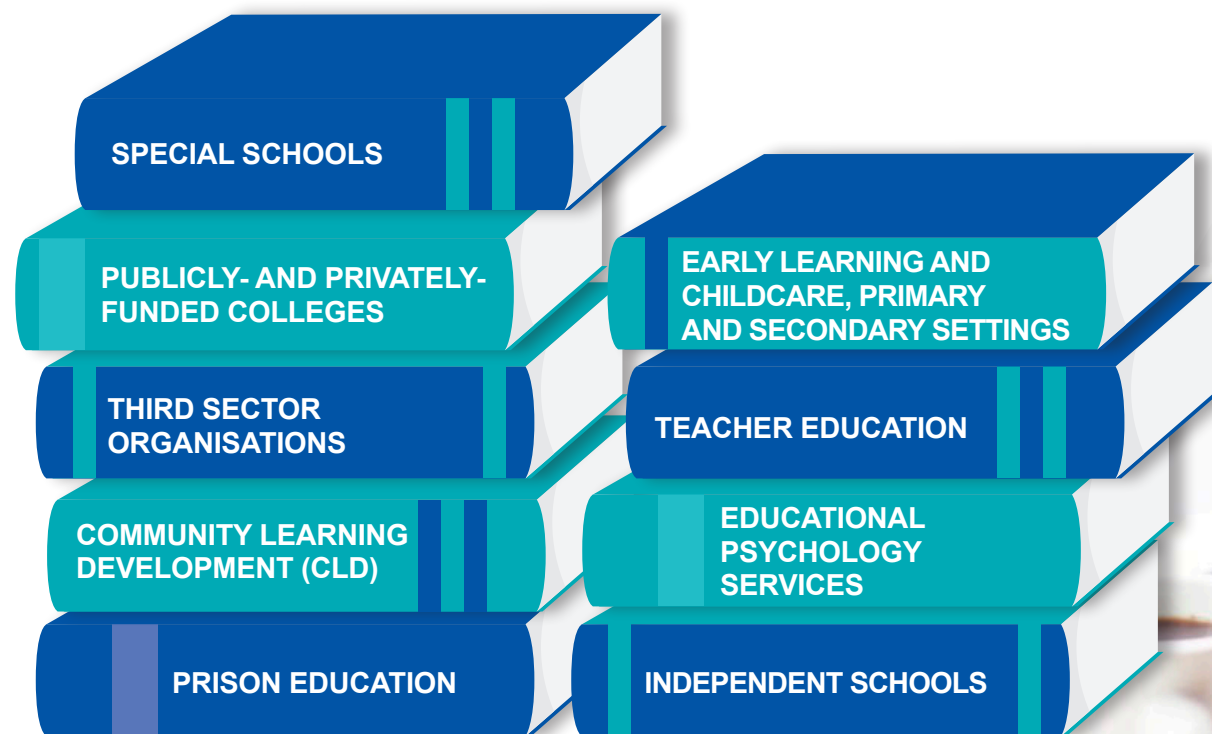 SPECIAL SCHOOLS
PUBLICLY- AND PRIVATELY-
FUNDED COLLEGES
THIRD SECTOR
ORGANISATIONS
COMMUNITY LEARNING
DEVELOPMENT (CLD)
PRISON EDUCATION
EARLY LEARNING AND
CHILDCARE, PRIMARY
AND SECONDARY SETTINGS
TEACHER EDUCATION
EDUCATIONAL
PSYCHOLOGY
SERVICES
INDEPENDENT SCHOOLS